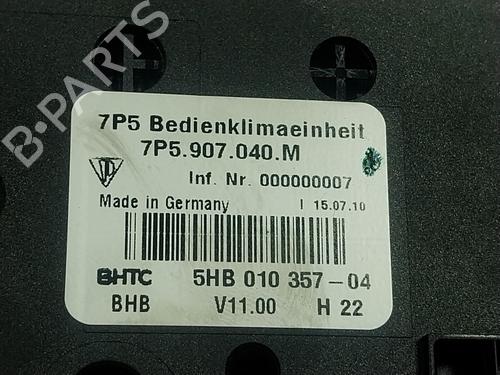 B-PARTS
7P5 Bedienklimaeinheit
7P5.907.040.M
Inf. Nr. 000000007
Made in Germany I 15.07.10
BHTC 5HB 010 357-04
BHB V11.00 H 22